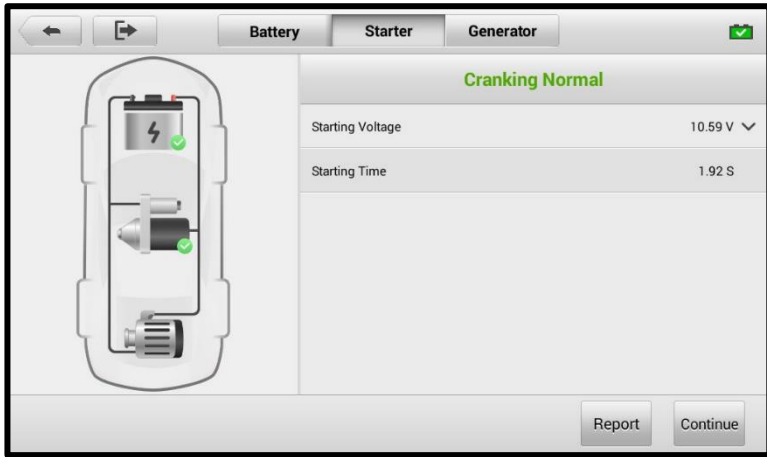 Battery Starter Generator
Cranking Normal
Starting Voltage 10.59 V
Starting Time 1.92 S
Report Continue